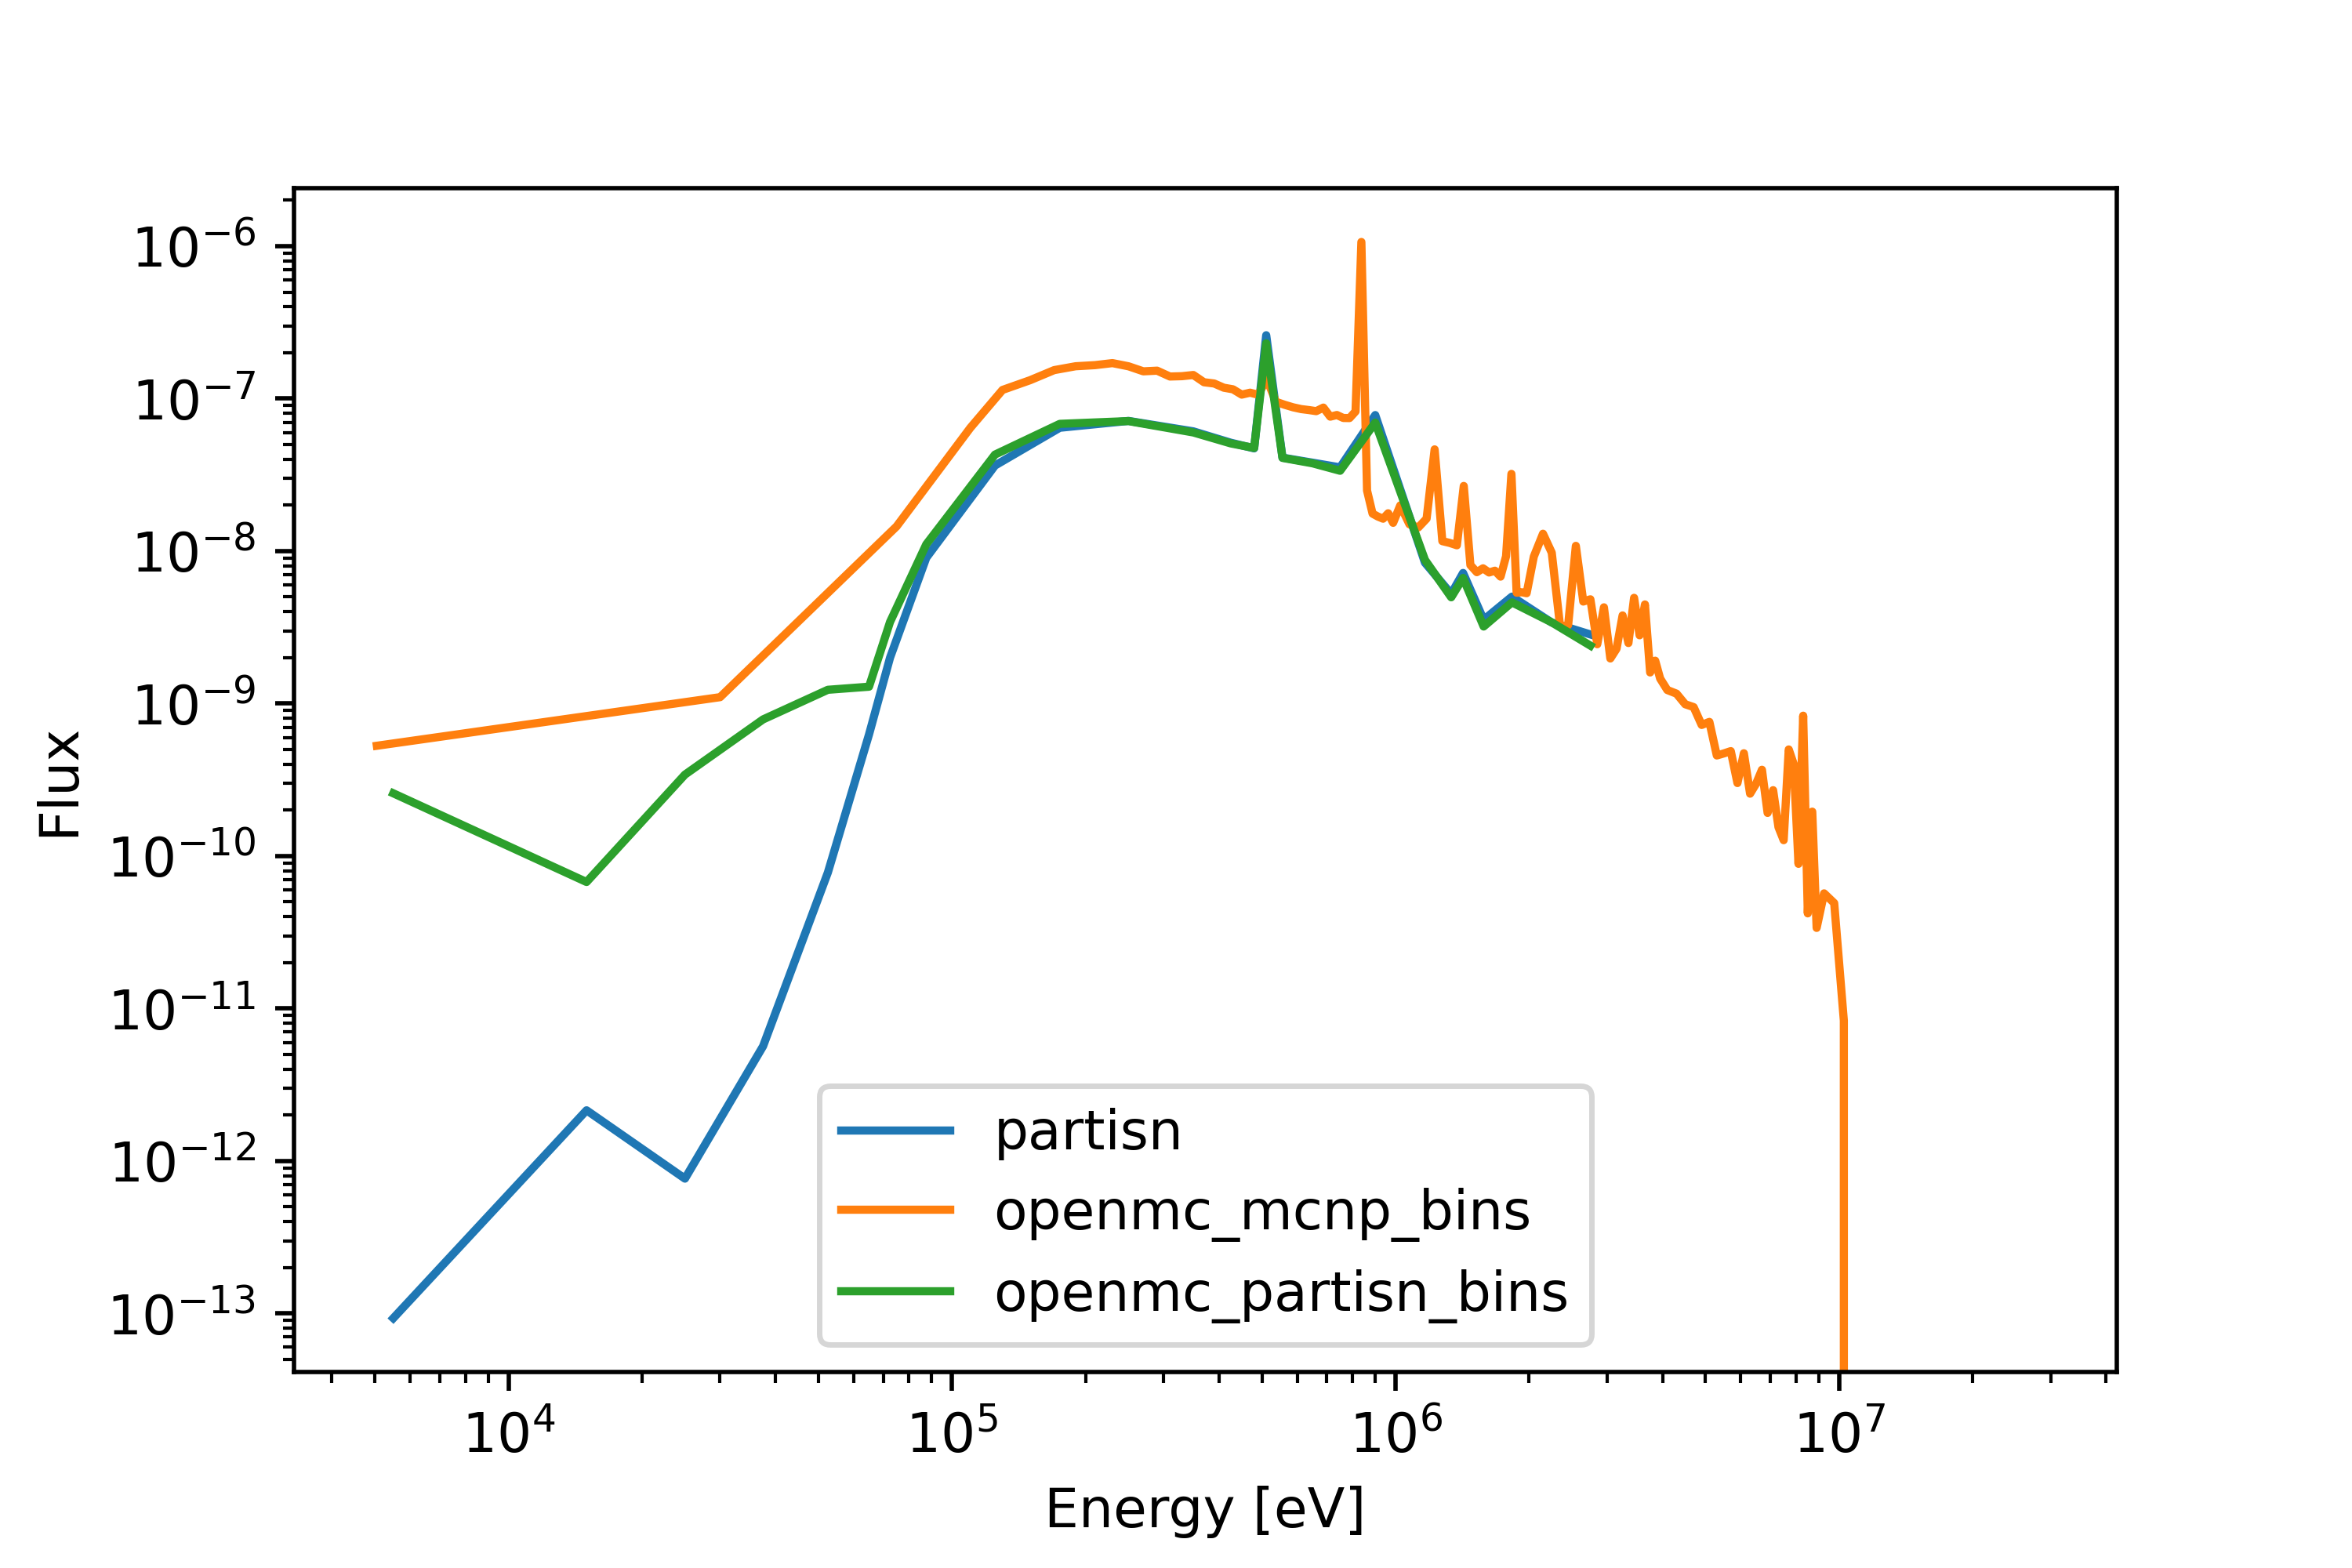 10⁻⁶
10⁻⁷
10⁻⁸
10⁻⁹
10⁻¹⁰
10⁻¹¹
10⁻¹²
10⁻¹³
Flux
partisn
openmc_mcnp_bins
openmc_partisn_bins
10⁴ 10⁵ 10⁶ 10⁷
Energy [eV]